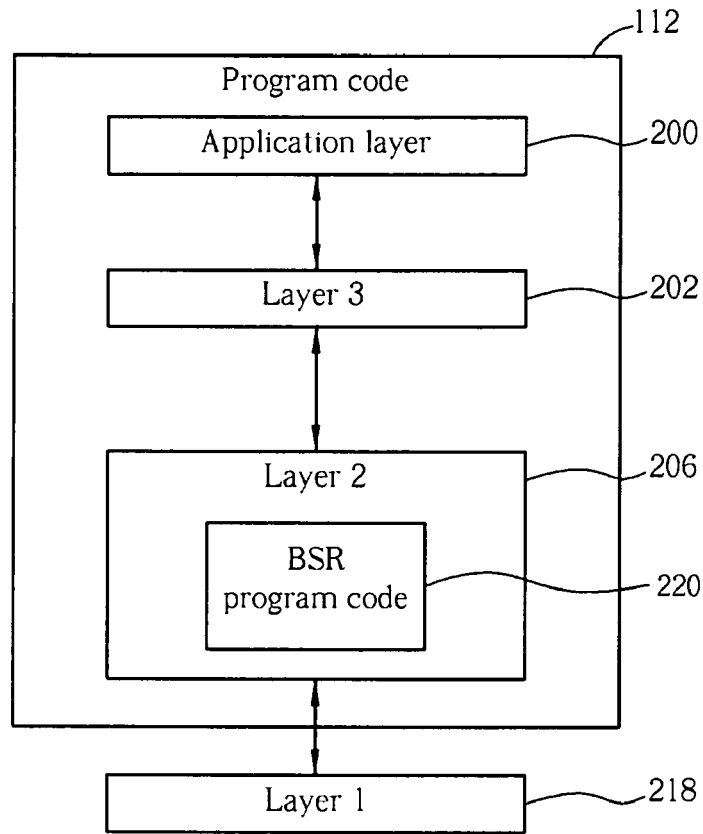 112
Program code
Application layer
200
Layer 3
202
Layer 2
206
BSR
program code
220
Layer 1
218